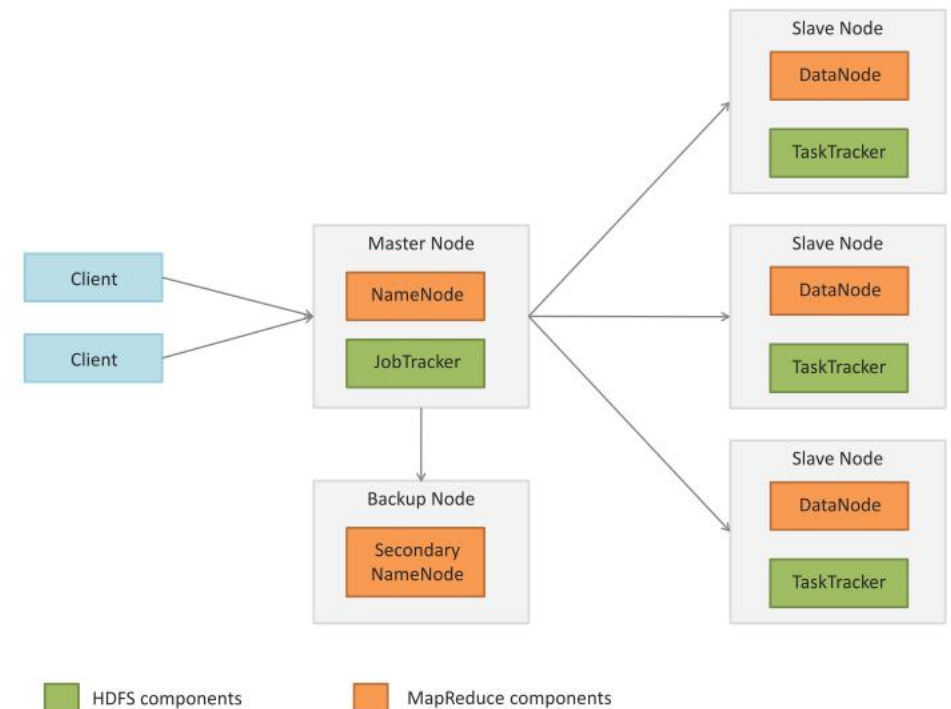 Slave Node
DataNode
TaskTracker
Master Node
NameNode
JobTracker
Client
Client
Slave Node
DataNode
TaskTracker
Backup Node
Secondary
NameNode
Slave Node
DataNode
TaskTracker
HDFS components
MapReduce components